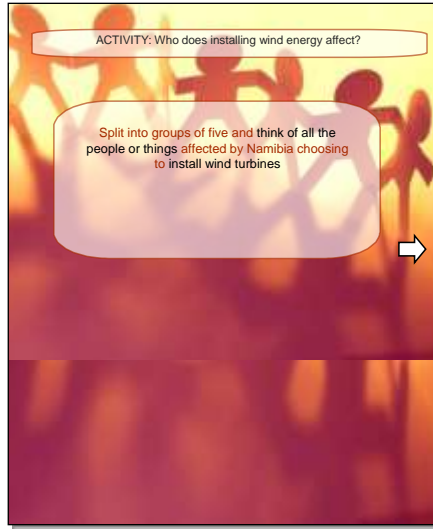 ACTIVITY: Who does installing wind energy affect?
Split into groups of five and think of all the
people or things affected by Namibia choosing
to install wind turbines